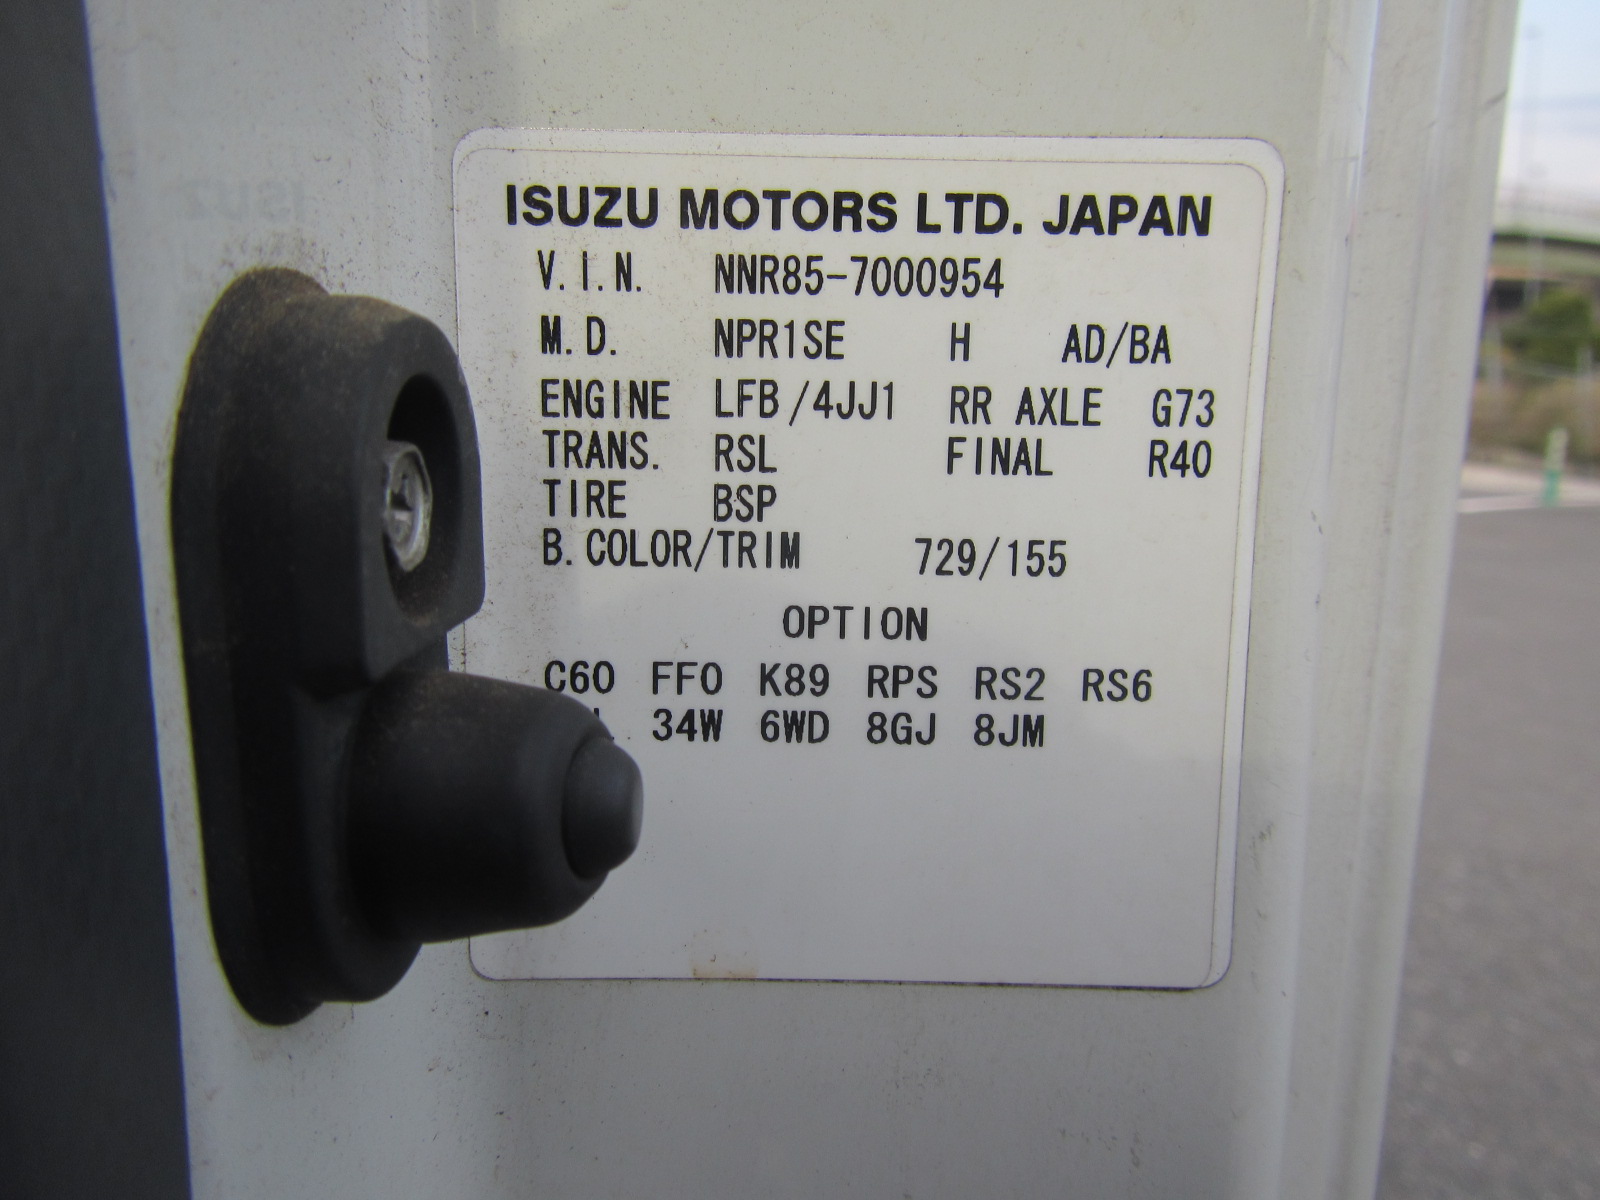 ISUZU MOTORS LTD. JAPAN
V.I.N. NNR85-7000954
M.D. NPR1SE H AD/BA
ENGINE LFB/4JJ1 RR AXLE G73
TRANS. RSL FINAL R40
TIRE BSP
B.COLOR/TRIM 729/155
OPTION
C60 FF0 K89 RPS RS2 RS6
34W 6WD 8GJ 8JM